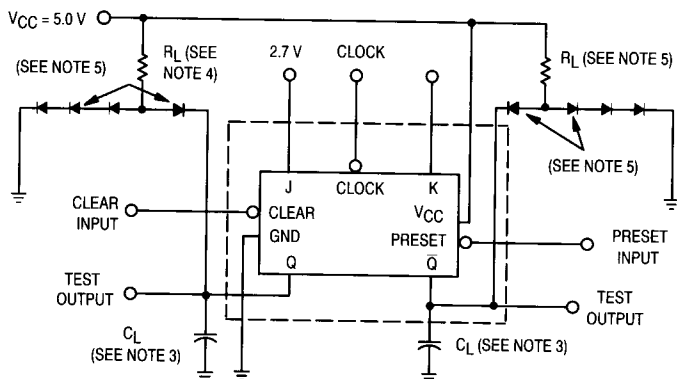 VCC = 5.0 V
RL (SEE
NOTE 4)
(SEE NOTE 5)
2.7 V
CLOCK
RL (SEE NOTE 5)
(SEE NOTE 5)
J
CLOCK
K
CLEAR
INPUT
CLEAR
VCC
GND
PRESET
PRESET
INPUT
Q
Q̅
TEST
OUTPUT
TEST
OUTPUT
CL
(SEE NOTE 3)
CL (SEE NOTE 3)